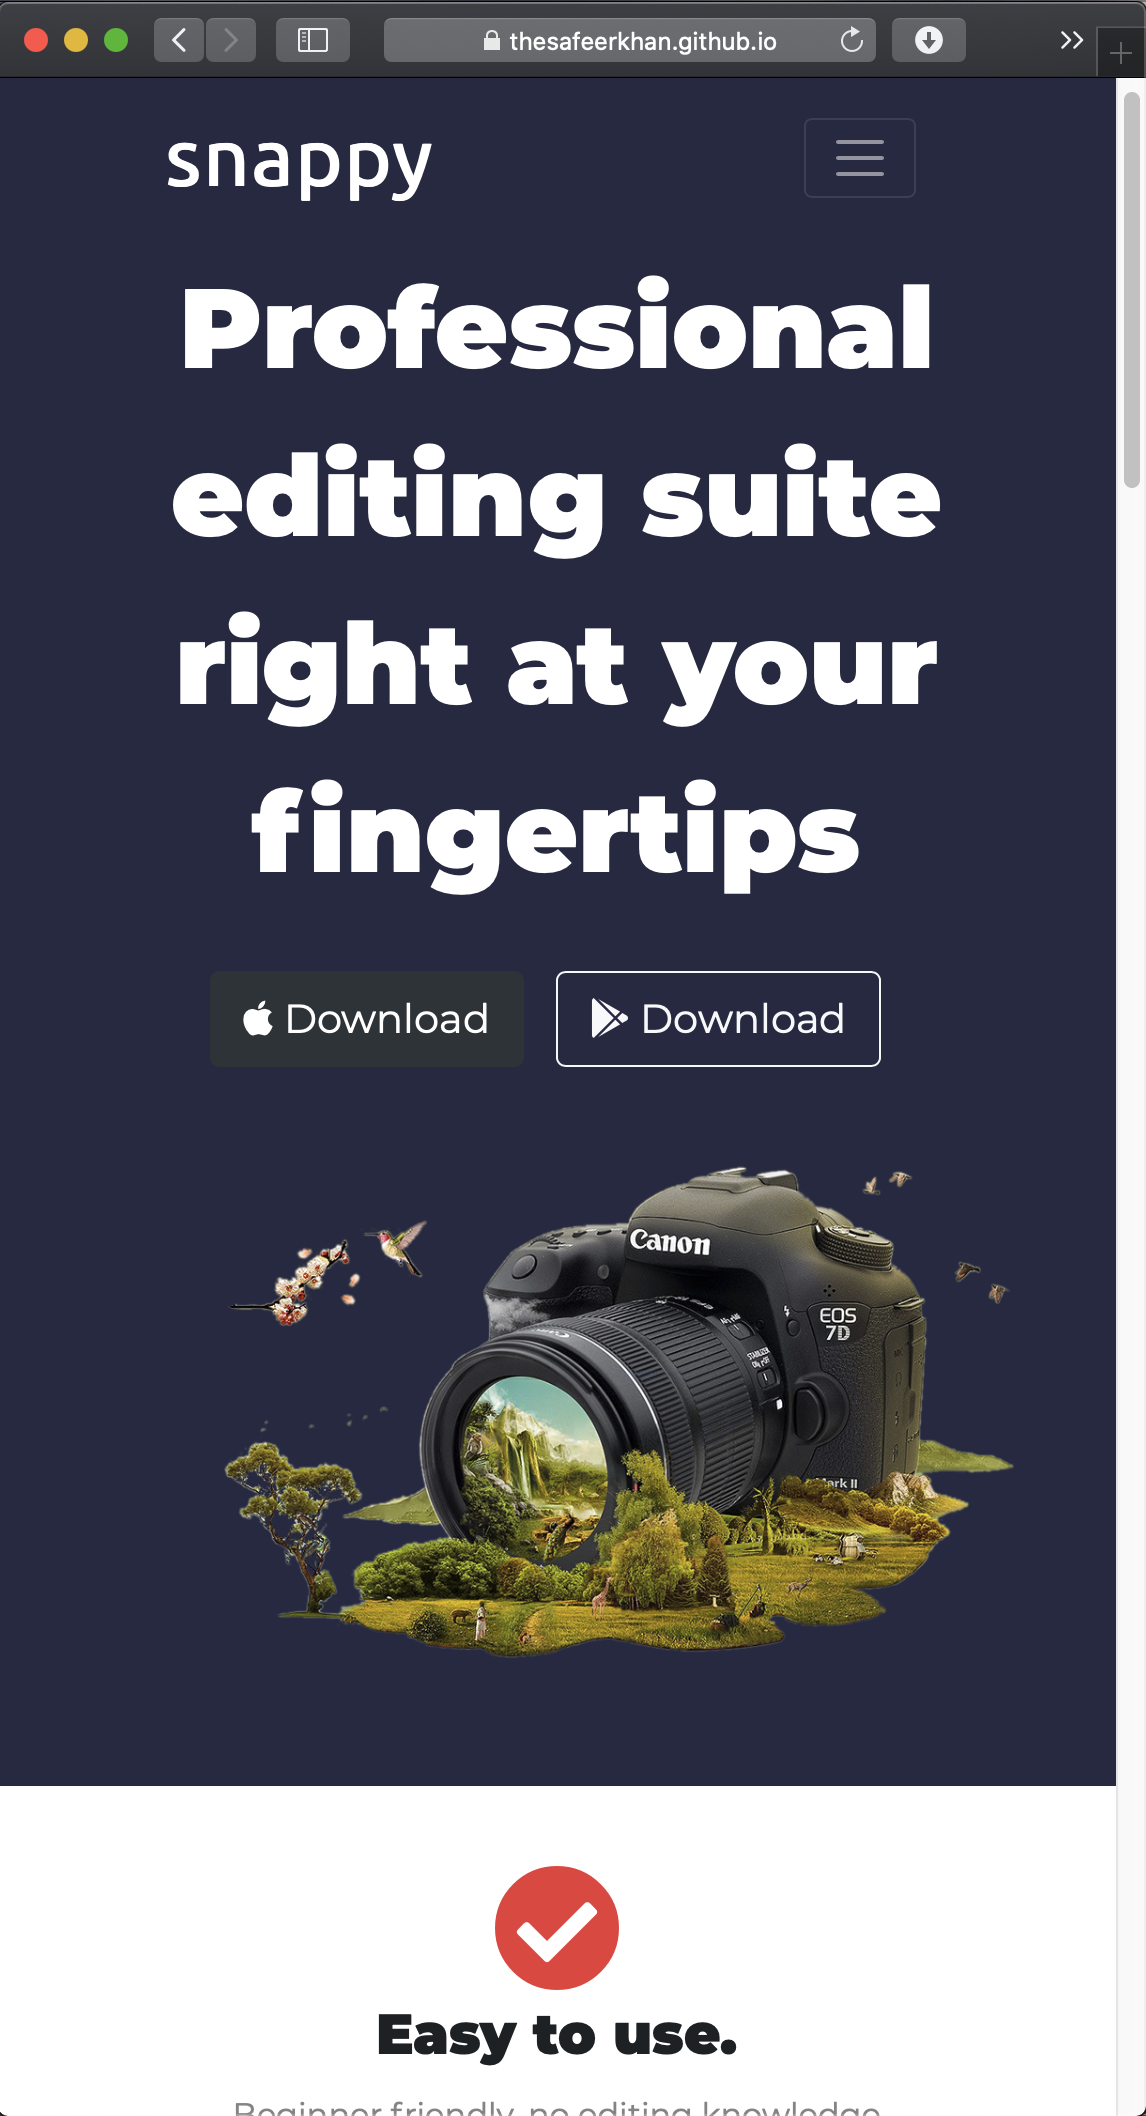 thesafeerkhan.github.io
snappy
Professional
editing suite
right at your
fingertips
Download
Download
Canon
EOS
7D
STABILIZER
Mark II
Easy to use.
Beginner friendly, no editing knowledge